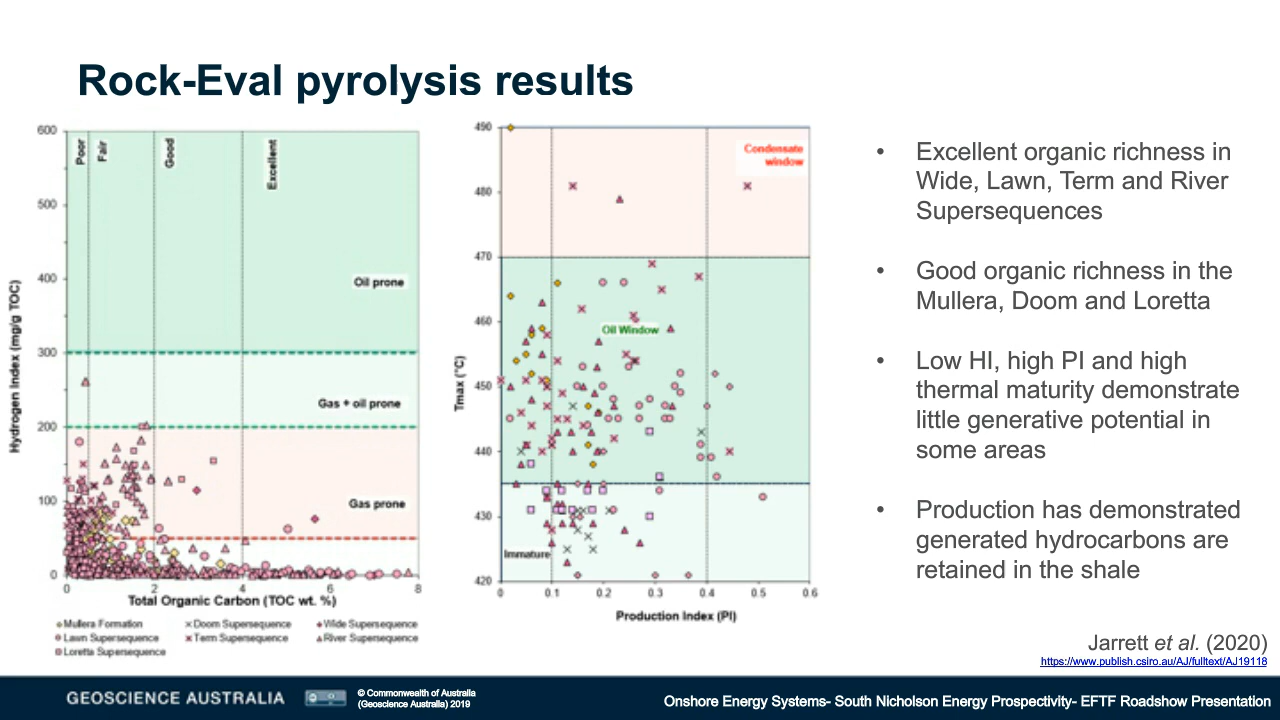 Rock-Eval pyrolysis results
600
500
400
300
200
100
0
Hydrogen Index (mg/g TOC)
Poor
Fair
Good
Excellent
Oil prone
Gas + oil prone
Gas prone
0
2
4
6
8
Total Organic Carbon (TOC wt. %)
Mullera Formation
Doom Supersequence
Wide Supersequence
Lawn Supersequence
Term Supersequence
River Supersequence
Loretta Supersequence
490
480
470
460
450
440
430
420
Tmax (°C)
Condensate
window
Oil Window
Immature
0
0.1
0.2
0.3
0.4
0.5
0.6
Production Index (PI)
• Excellent organic richness in
Wide, Lawn, Term and River
Supersequences
• Good organic richness in the
Mullera, Doom and Loretta
• Low HI, high PI and high
thermal maturity demonstrate
little generative potential in
some areas
• Production has demonstrated
generated hydrocarbons are
retained in the shale
Jarrett et al. (2020)
https://www.publish.csiro.au/AJ/fulltext/AJ19118
GEOSCIENCE AUSTRALIA
© Commonwealth of Australia
(Geoscience Australia) 2019
Onshore Energy Systems- South Nicholson Energy Prospectivity- EFTF Roadshow Presentation